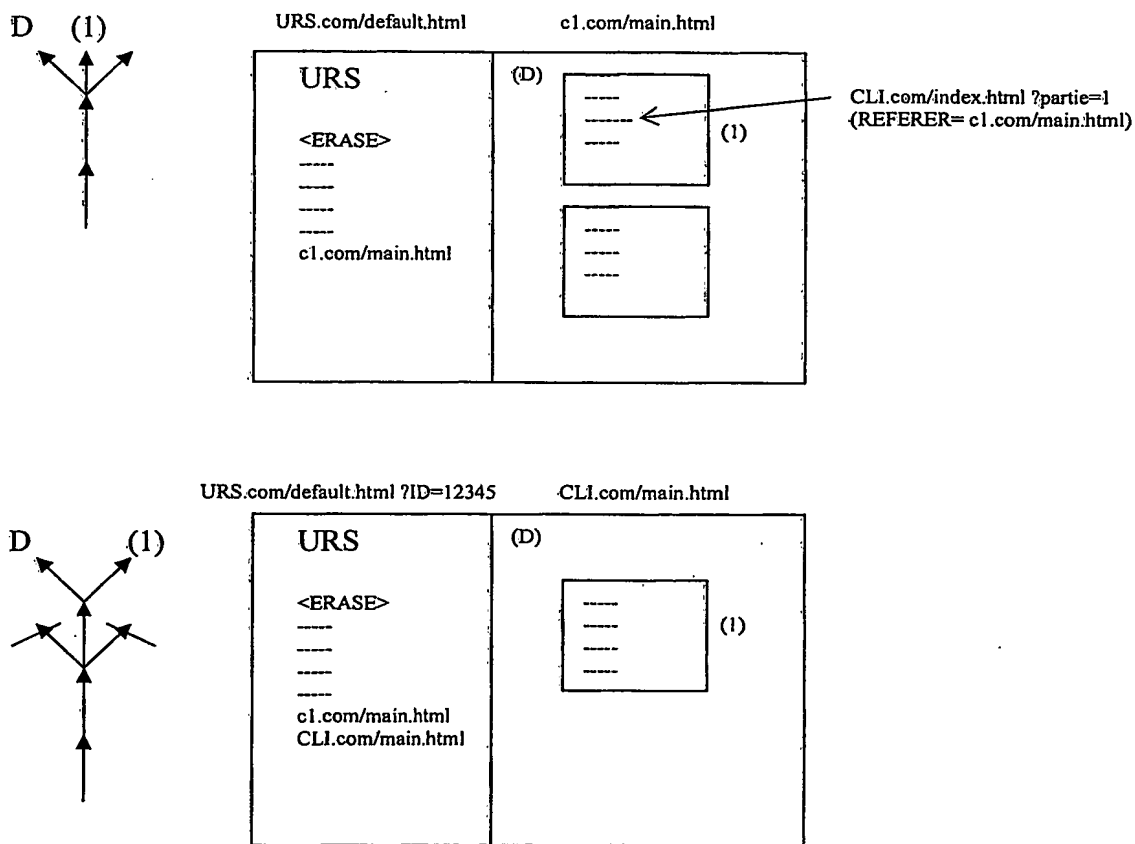 D (1)
URS.com/default.html c1.com/main.html
URS
<ERASE>
-----
-----
-----
-----
c1.com/main.html
(D)
-----
------
-----
(1)
-----
-----
-----
CLI.com/index.html ?partie=1
(REFERER= c1.com/main.html)
D (1)
URS.com/default.html ?ID=12345 CLI.com/main.html
URS
<ERASE>
-----
-----
-----
-----
c1.com/main.html
CLI.com/main.html
(D)
-----
-----
-----
-----
(1)